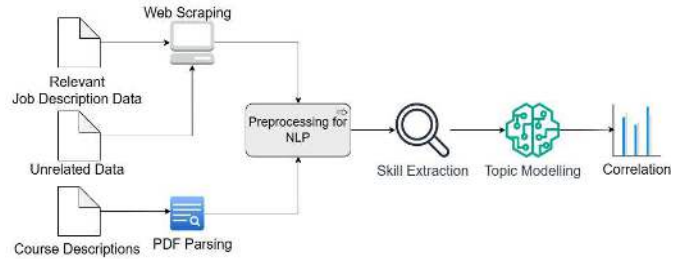 Web Scraping
Relevant
Job Description Data
Preprocessing for
NLP
Unrelated Data
Skill Extraction
Topic Modelling
Correlation
Course Descriptions
PDF Parsing